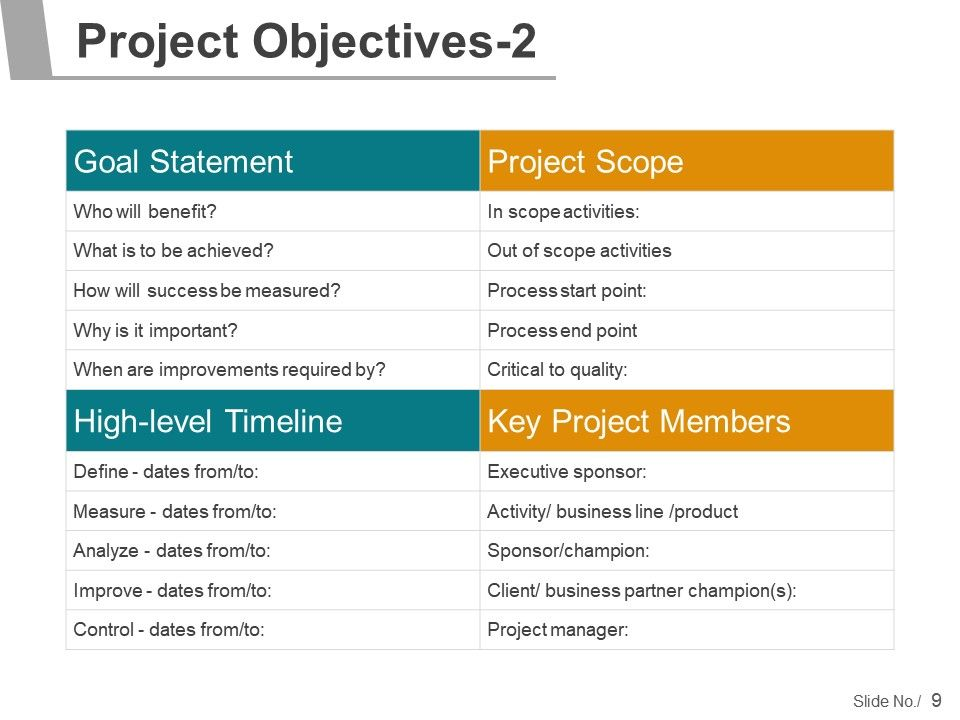 Project Objectives-2
Goal Statement
Project Scope
Who will benefit?
In scope activities:
What is to be achieved?
Out of scope activities
How will success be measured?
Process start point:
Why is it important?
Process end point
When are improvements required by?
Critical to quality:
High-level Timeline
Key Project Members
Define - dates from/to:
Executive sponsor:
Measure - dates from/to:
Activity/ business line /product
Analyze - dates from/to:
Sponsor/champion:
Improve - dates from/to:
Client/ business partner champion(s):
Control - dates from/to:
Project manager:
Slide No./ 9